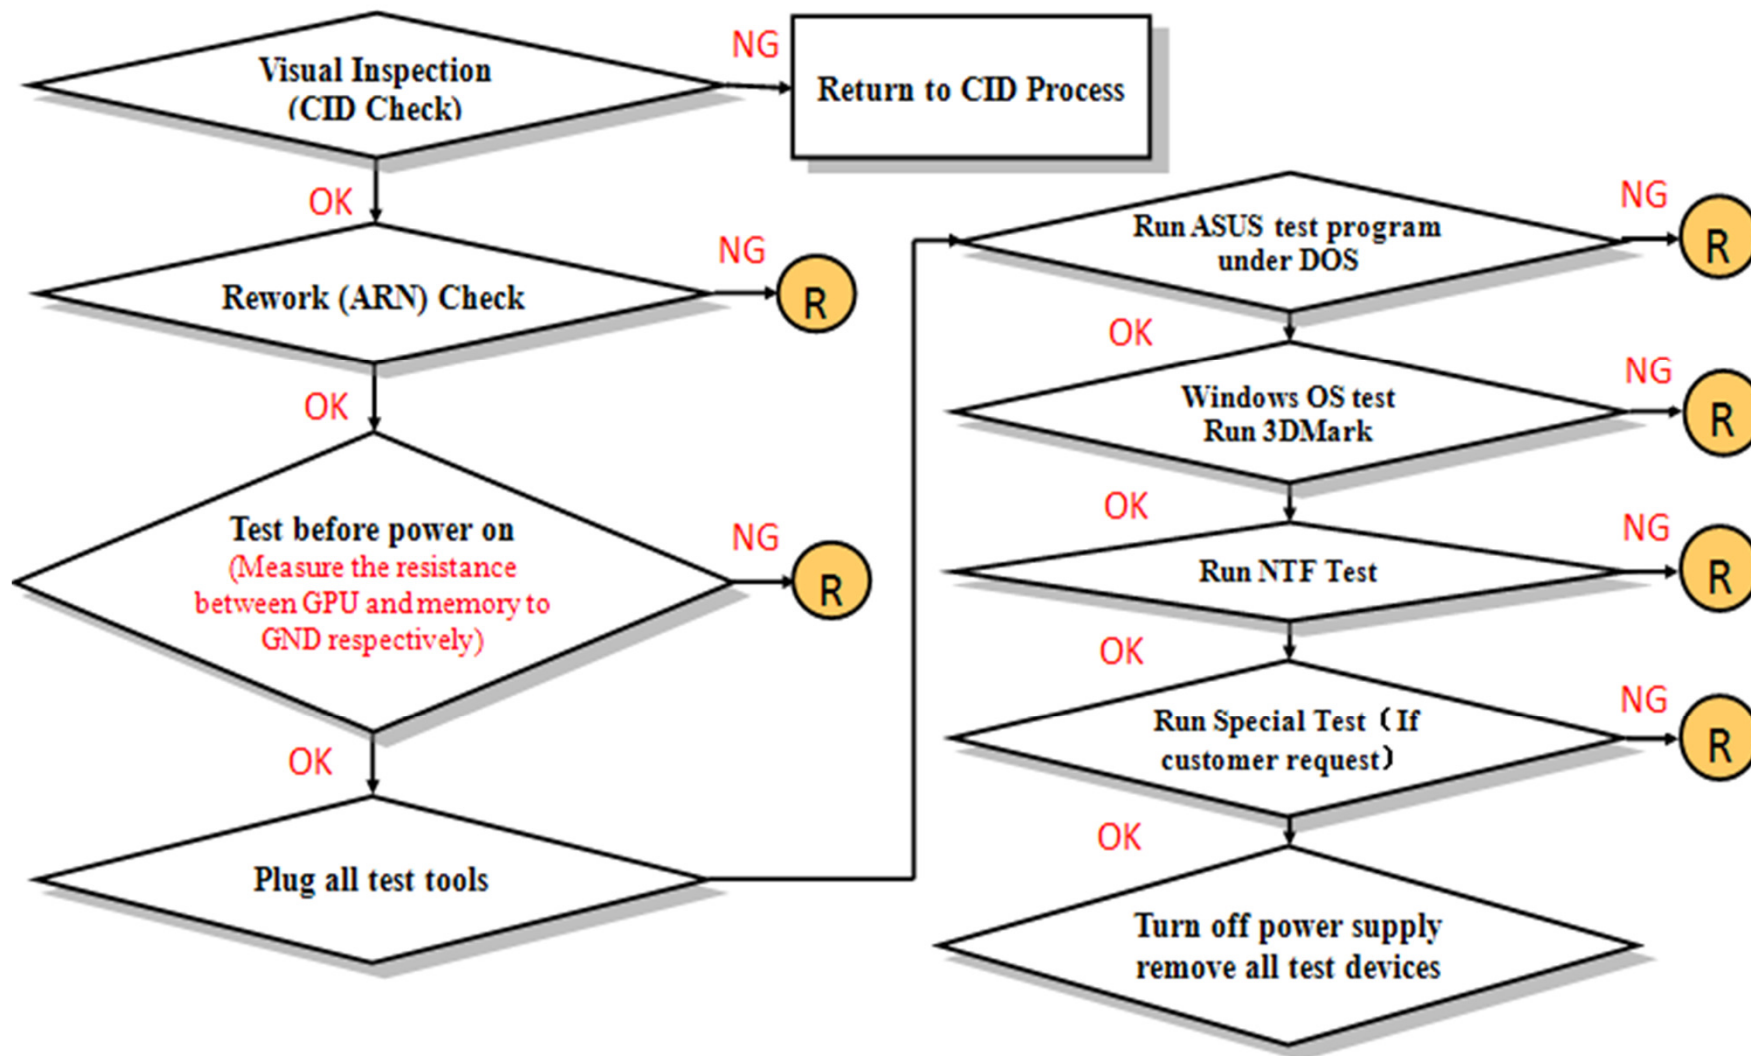 Visual Inspection
(CID Check)
NG
Return to CID Process
OK
Rework (ARN) Check
NG
R
OK
Test before power on
(Measure the resistance
between GPU and memory to
GND respectively)
NG
R
OK
Plug all test tools
Run ASUS test program
under DOS
NG
R
OK
Windows OS test
Run 3DMark
NG
R
OK
Run NTF Test
NG
R
OK
Run Special Test（If
customer request）
NG
R
OK
Turn off power supply
remove all test devices